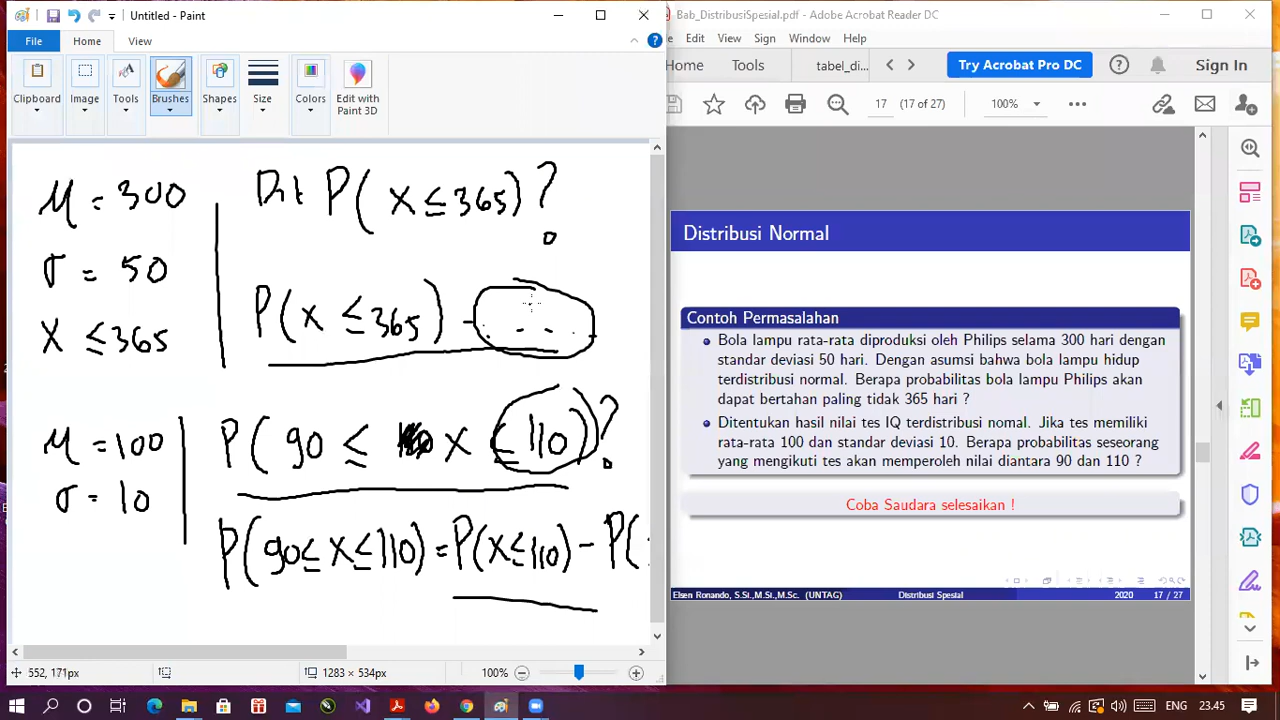 Untitled - Paint
File
Home
View
Clipboard
Image
Tools
Brushes
Shapes
Size
Colors
Edit with
Paint 3D
μ = 300
σ = 50
X ≤ 365
Dit P( X ≤ 365) ?
P( X ≤ 365)
μ = 100
σ = 10
P( 90 ≤ X ≤ 110) ?
P(90 ≤ X ≤ 110) = P(X ≤ 110) - P(
552, 171px
1283 × 534px
100%
Bab_DistribusiSpesial.pdf - Adobe Acrobat Reader DC
Edit View Sign Window Help
Home
Tools
tabel_di...
Try Acrobat Pro DC
Sign In
17 (17 of 27)
100%
Distribusi Normal
Contoh Permasalahan
Bola lampu rata-rata diproduksi oleh Philips selama 300 hari dengan
standar deviasi 50 hari. Dengan asumsi bahwa bola lampu hidup
terdistribusi normal. Berapa probabilitas bola lampu Philips akan
dapat bertahan paling tidak 365 hari ?
Ditentukan hasil nilai tes IQ terdistribusi nomal. Jika tes memiliki
rata-rata 100 dan standar deviasi 10. Berapa probabilitas seseorang
yang mengikuti tes akan memperoleh nilai diantara 90 dan 110 ?
Coba Saudara selesaikan !
Elsen Ronando, S.Si.,M.Si.,M.Sc. (UNTAG)
Distribusi Spesial
2020
17 / 27
ENG
23.45